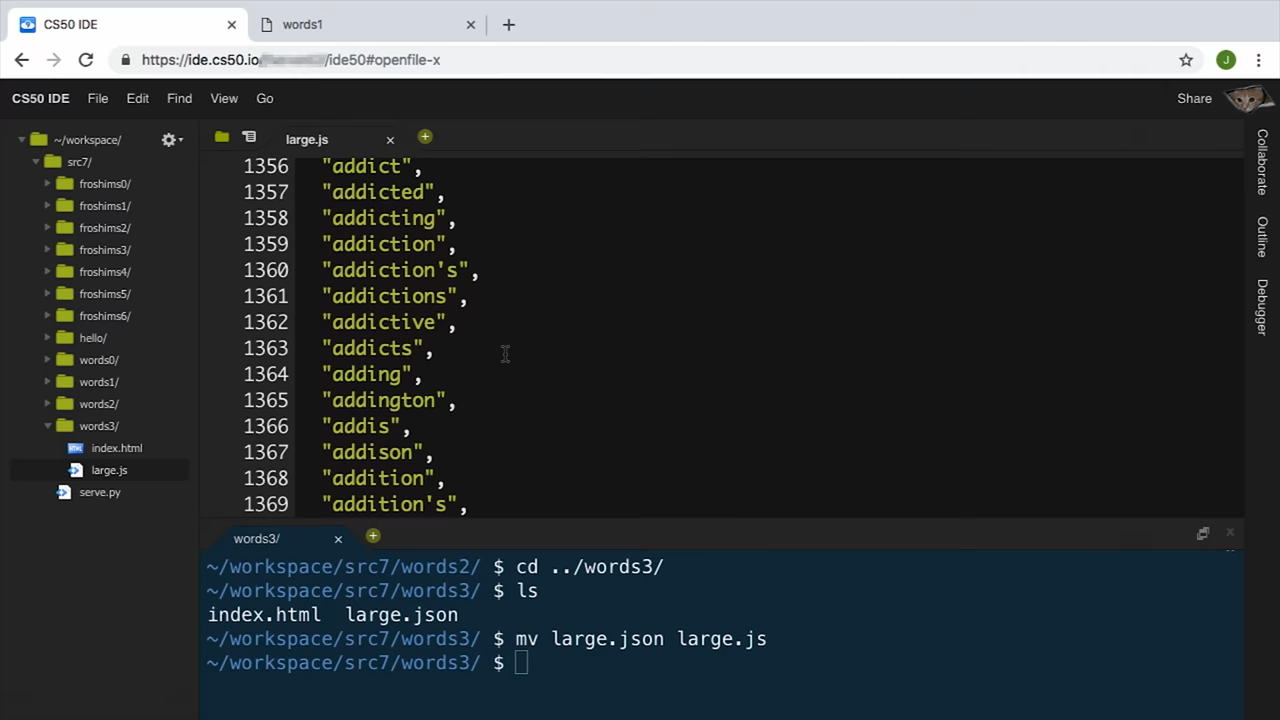 CS50 IDE
words1
https://ide.cs50.io/ide50#openfile-x
J
CS50 IDE File Edit Find View Go Share
~/workspace/
src7/
froshims0/
froshims1/
froshims2/
froshims3/
froshims4/
froshims5/
froshims6/
hello/
words0/
words1/
words2/
words3/
index.html
large.js
serve.py
large.js
1356 "addict",
1357 "addicted",
1358 "addicting",
1359 "addiction",
1360 "addiction's",
1361 "addictions",
1362 "addictive",
1363 "addicts",
1364 "adding",
1365 "addington",
1366 "addis",
1367 "addison",
1368 "addition",
1369 "addition's",
words3/
~/workspace/src7/words2/ $ cd ../words3/
~/workspace/src7/words3/ $ ls
index.html large.json
~/workspace/src7/words3/ $ mv large.json large.js
~/workspace/src7/words3/ $
Collaborate
Outline
Debugger